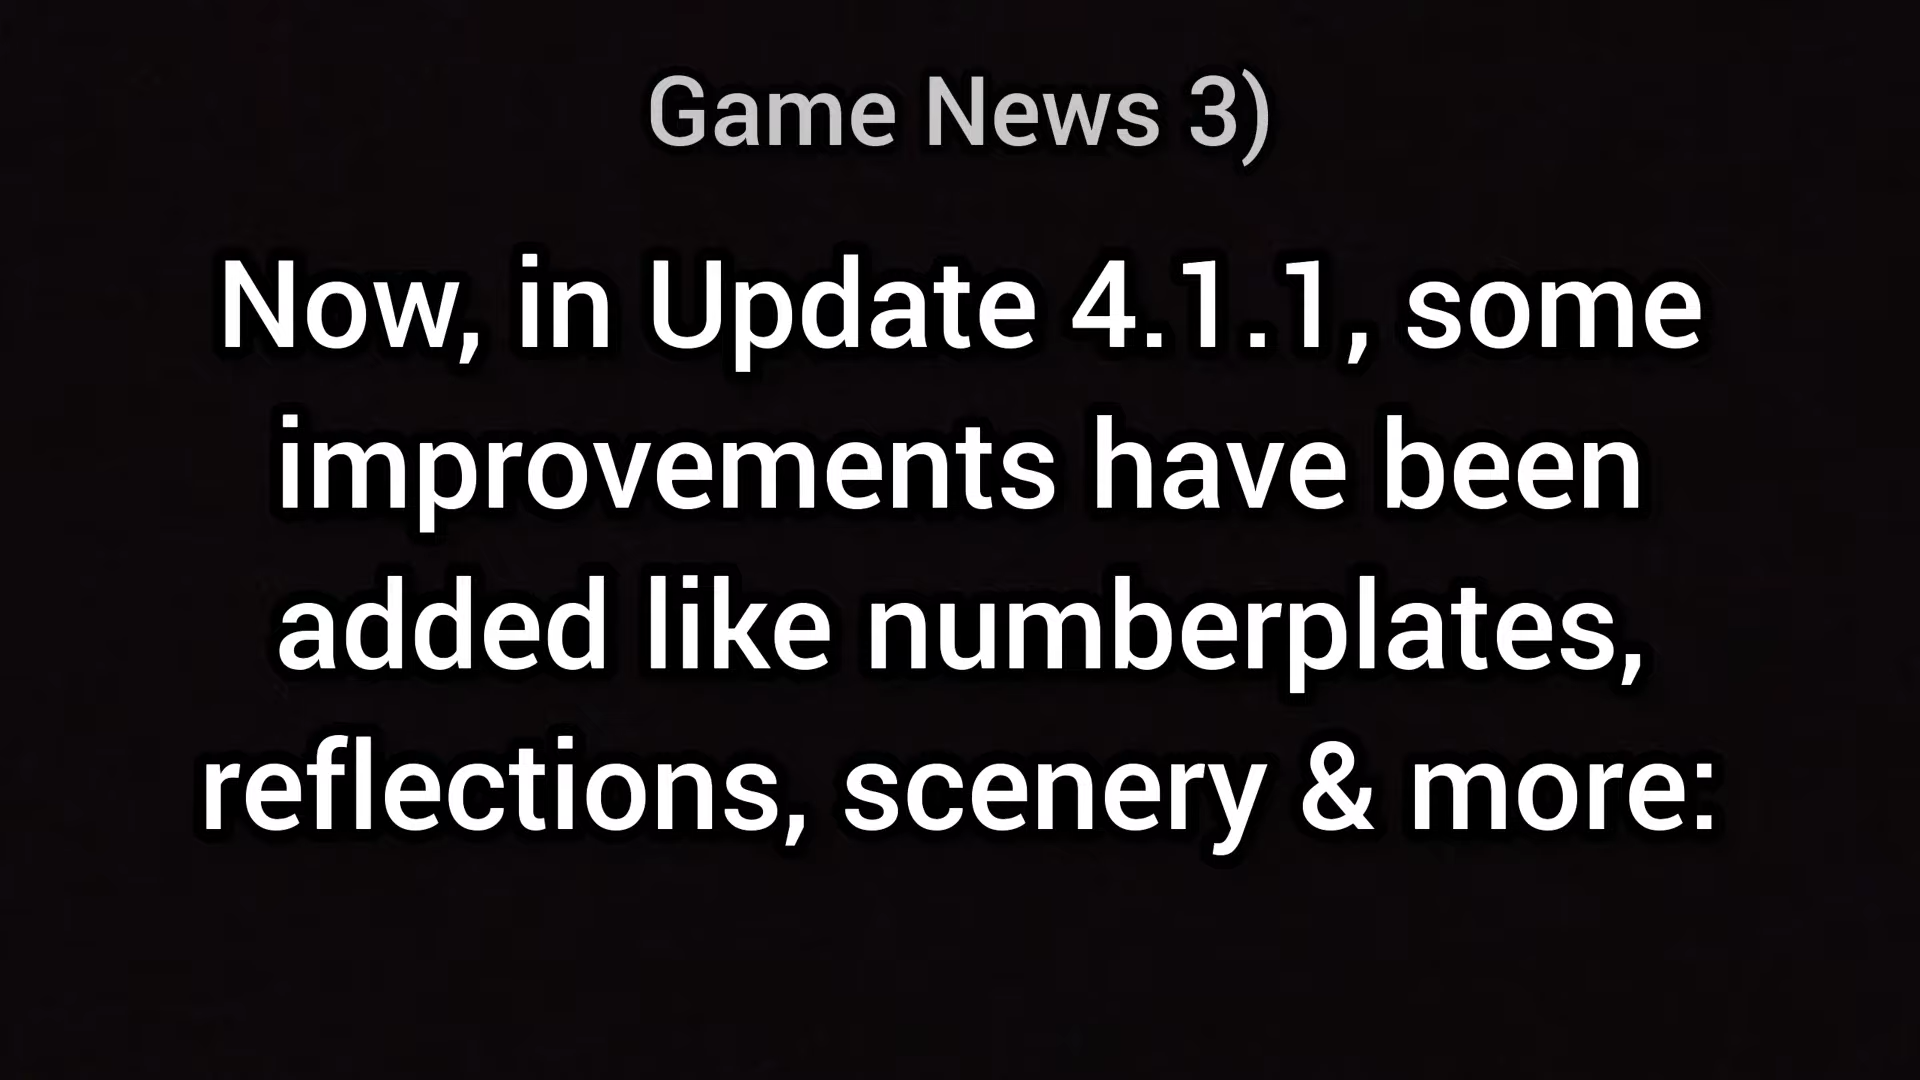 Game News 3)
Now, in Update 4.1.1, some
improvements have been
added like numberplates,
reflections, scenery & more: